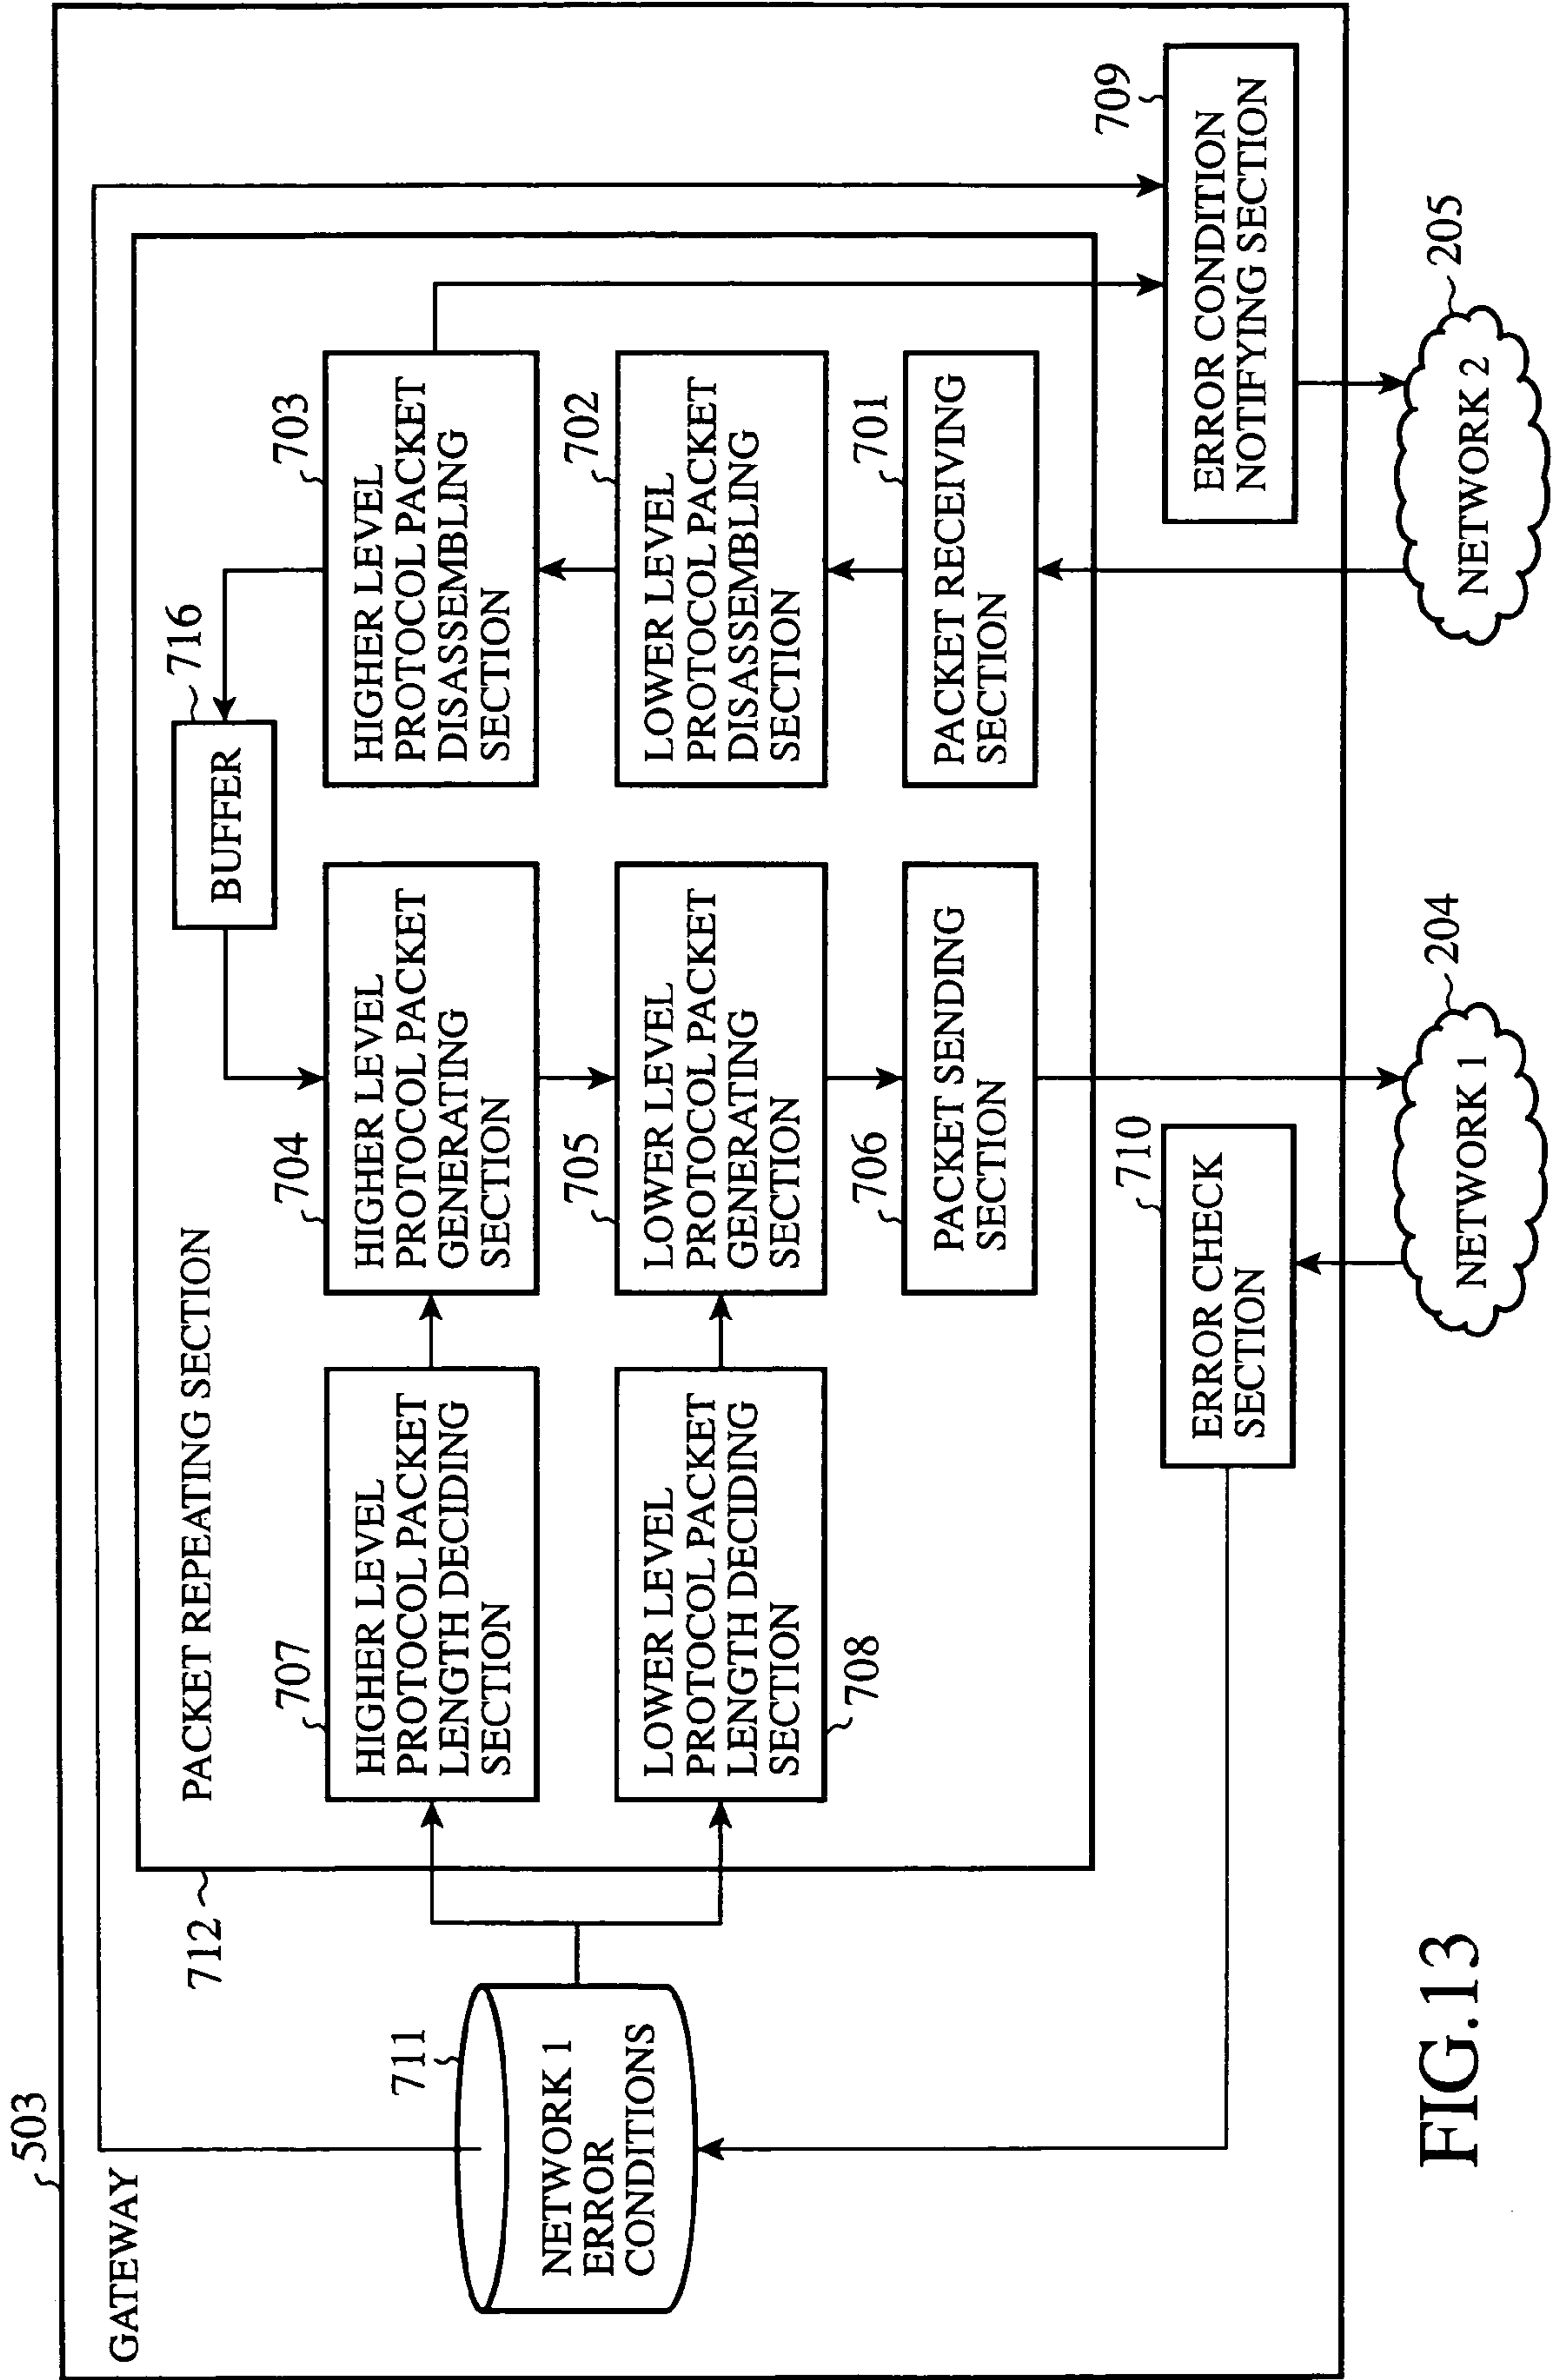 503
GATEWAY
712
PACKET REPEATING SECTION
716
BUFFER
711
NETWORK 1
ERROR
CONDITIONS
707
HIGHER LEVEL
PROTOCOL PACKET
LENGTH DECIDING
SECTION
704
HIGHER LEVEL
PROTOCOL PACKET
GENERATING
SECTION
703
HIGHER LEVEL
PROTOCOL PACKET
DISASSEMBLING
SECTION
LOWER LEVEL
PROTOCOL PACKET
LENGTH DECIDING
SECTION
708
705
LOWER LEVEL
PROTOCOL PACKET
GENERATING
SECTION
702
LOWER LEVEL
PROTOCOL PACKET
DISASSEMBLING
SECTION
706
PACKET SENDING
SECTION
701
PACKET RECEIVING
SECTION
710
ERROR CHECK
SECTION
709
ERROR CONDITION
NOTIFYING SECTION
204
NETWORK 1
205
NETWORK 2
FIG.13